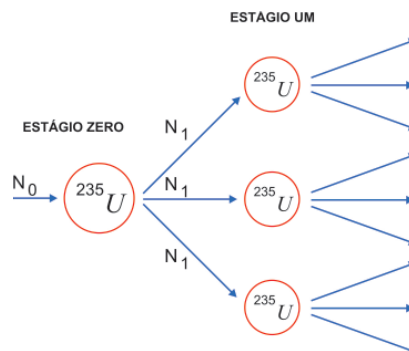 ESTÁGIO UM
ESTÁGIO ZERO
N₀
²³⁵U
N₁
N₁
N₁
²³⁵U
²³⁵U
²³⁵U